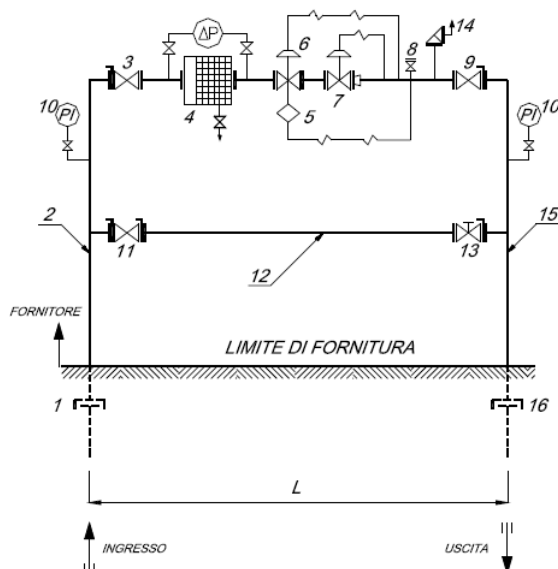 14
ΔP
6
8
3
9
10
PI
4
5
7
PI
10
2
11
12
13
15
FORNITORE
LIMITE DI FORNITURA
1
16
L
INGRESSO
USCITA